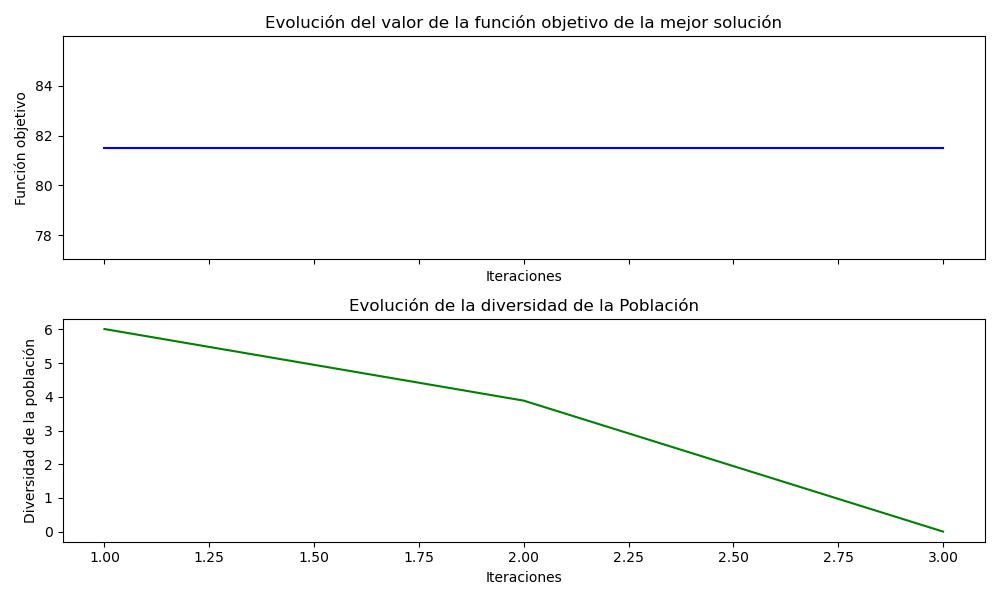 Evolución del valor de la función objetivo de la mejor solución
Función objetivo
84
82
80
78
Iteraciones
Evolución de la diversidad de la Población
Diversidad de la población
6
5
4
3
2
1
0
1.00 1.25 1.50 1.75 2.00 2.25 2.50 2.75 3.00
Iteraciones